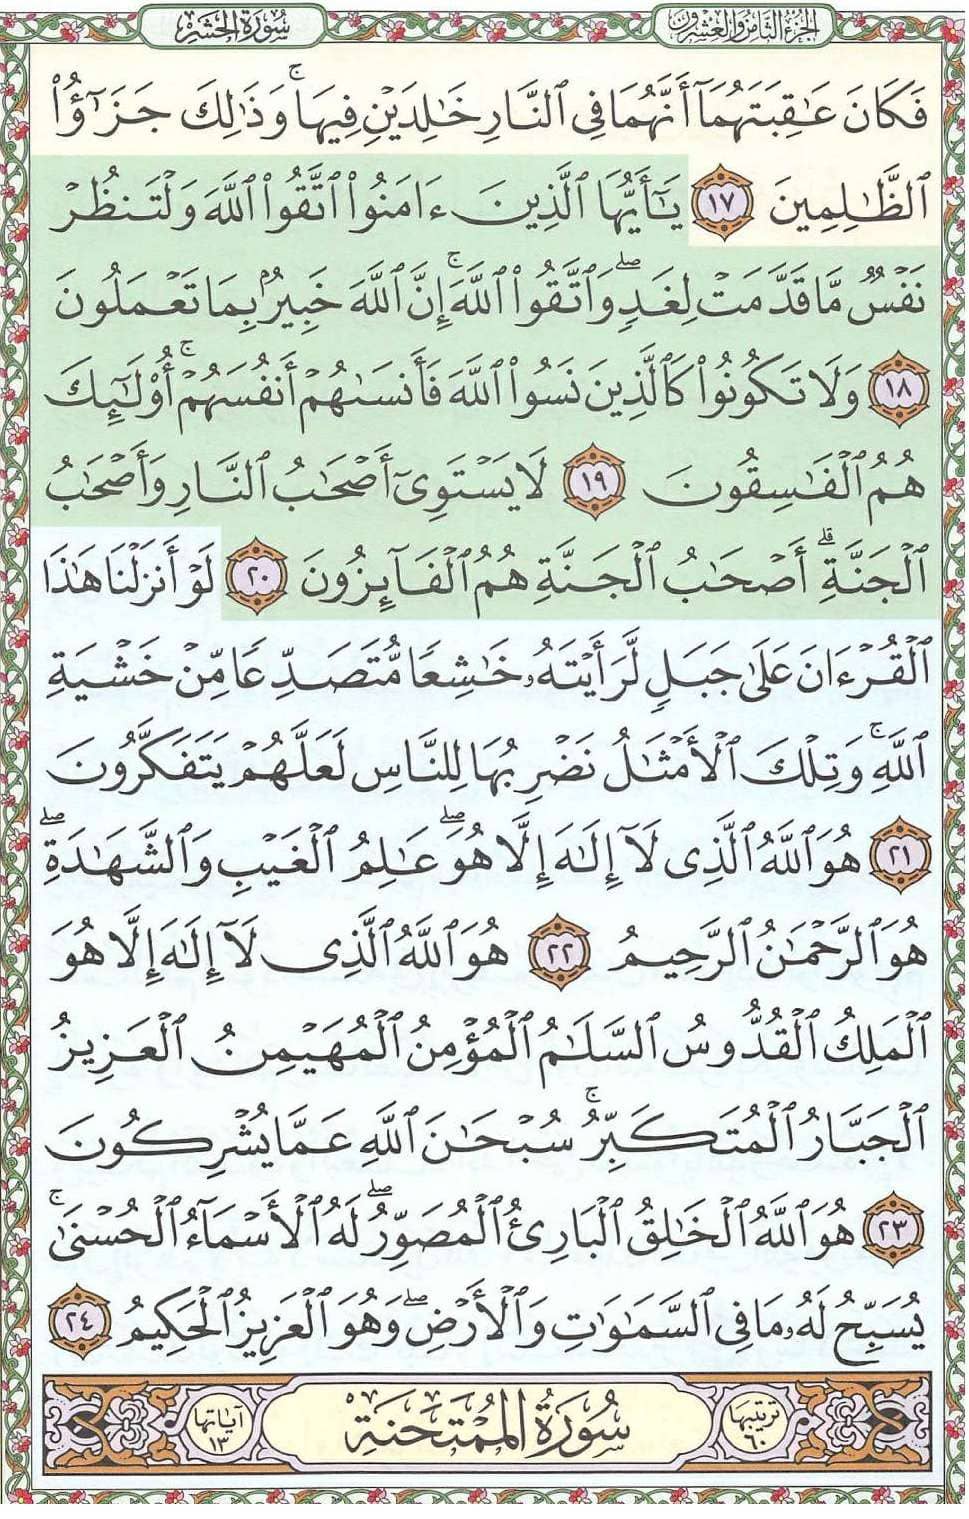 الجزء الثامن والعشرون سورة الحشر
فَكَانَ عَٰقِبَتَهُمَآ أَنَّهُمَا فِي ٱلنَّارِ خَٰلِدَيْنِ فِيهَا ۚ وَذَٰلِكَ جَزَٰٓؤُا۟
ٱلظَّٰلِمِينَ ١٧ يَٰٓأَيُّهَا ٱلَّذِينَ ءَامَنُوا۟ ٱتَّقُوا۟ ٱللَّهَ وَلْتَنظُرْ
نَفْسٌ مَّا قَدَّمَتْ لِغَدٍ ۖ وَٱتَّقُوا۟ ٱللَّهَ ۚ إِنَّ ٱللَّهَ خَبِيرٌۢ بِمَا تَعْمَلُونَ
١٨ وَلَا تَكُونُوا۟ كَٱلَّذِينَ نَسُوا۟ ٱللَّهَ فَأَنسَىٰهُمْ أَنفُسَهُمْ ۚ أُو۟لَٰٓئِكَ
هُمُ ٱلْفَٰسِقُونَ ١٩ لَا يَسْتَوِىٓ أَصْحَٰبُ ٱلنَّارِ وَأَصْحَٰبُ
ٱلْجَنَّةِ ۚ أَصْحَٰبُ ٱلْجَنَّةِ هُمُ ٱلْفَآئِزُونَ ٢٠ لَوْ أَنزَلْنَا هَٰذَا
ٱلْقُرْءَانَ عَلَىٰ جَبَلٍ لَّرَأَيْتَهُۥ خَٰشِعًا مُّتَصَدِّعًا مِّنْ خَشْيَةِ
ٱللَّهِ ۚ وَتِلْكَ ٱلْأَمْثَٰلُ نَضْرِبُهَا لِلنَّاسِ لَعَلَّهُمْ يَتَفَكَّرُونَ
٢١ هُوَ ٱللَّهُ ٱلَّذِى لَآ إِلَٰهَ إِلَّا هُوَ ۖ عَٰلِمُ ٱلْغَيْبِ وَٱلشَّهَٰدَةِ ۖ
هُوَ ٱلرَّحْمَٰنُ ٱلرَّحِيمُ ٢٢ هُوَ ٱللَّهُ ٱلَّذِى لَآ إِلَٰهَ إِلَّا هُوَ
ٱلْمَلِكُ ٱلْقُدُّوسُ ٱلسَّلَٰمُ ٱلْمُؤْمِنُ ٱلْمُهَيْمِنُ ٱلْعَزِيزُ
ٱلْجَبَّارُ ٱلْمُتَكَبِّرُ ۚ سُبْحَٰنَ ٱللَّهِ عَمَّا يُشْرِكُونَ
٢٣ هُوَ ٱللَّهُ ٱلْخَٰلِقُ ٱلْبَارِئُ ٱلْمُصَوِّرُ ۖ لَهُ ٱلْأَسْمَآءُ ٱلْحُسْنَىٰ ۚ
يُسَبِّحُ لَهُۥ مَا فِي ٱلسَّمَٰوَٰتِ وَٱلْأَرْضِ ۖ وَهُوَ ٱلْعَزِيزُ ٱلْحَكِيمُ ٢٤
ترتيبها ٦٠ سُورَةُ المُمْتَحنَةِ آياتها ١٣